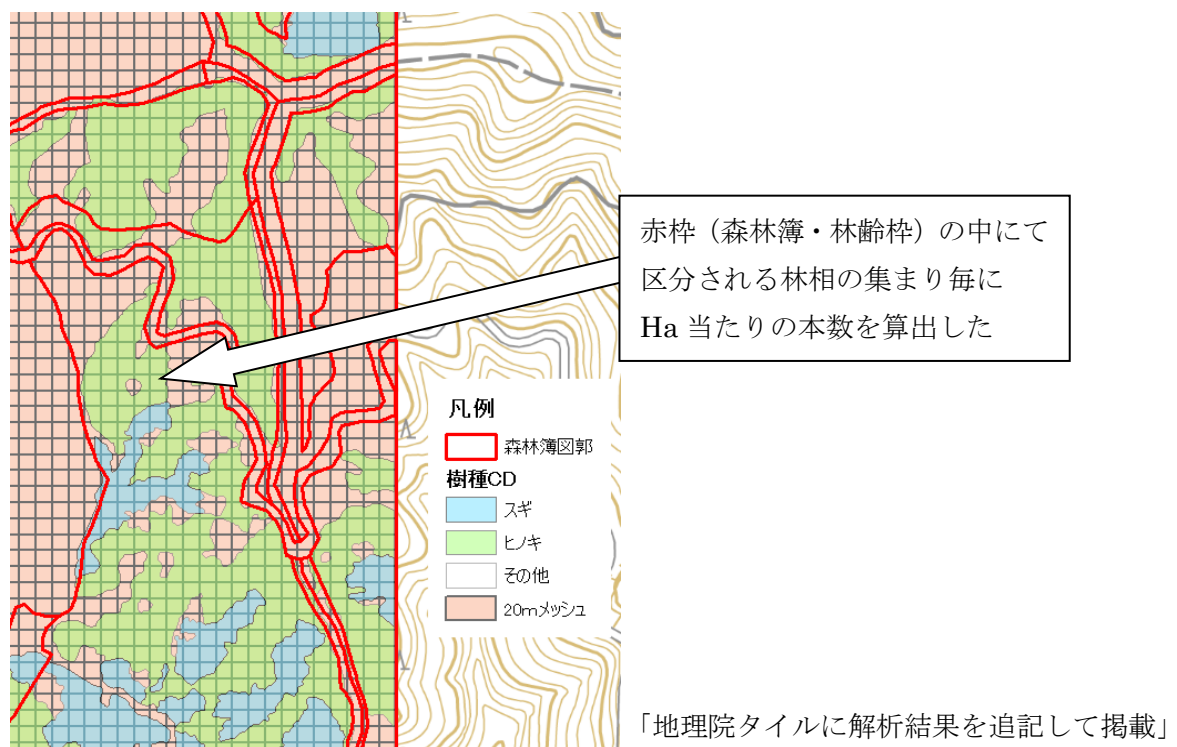 赤枠（森林簿・林齢枠）の中にて
区分される林相の集まり毎に
Ha 当たりの本数を算出した
凡例
森林簿図郭
樹種CD
スギ
ヒノキ
その他
20mメッシュ
「地理院タイルに解析結果を追記して掲載」